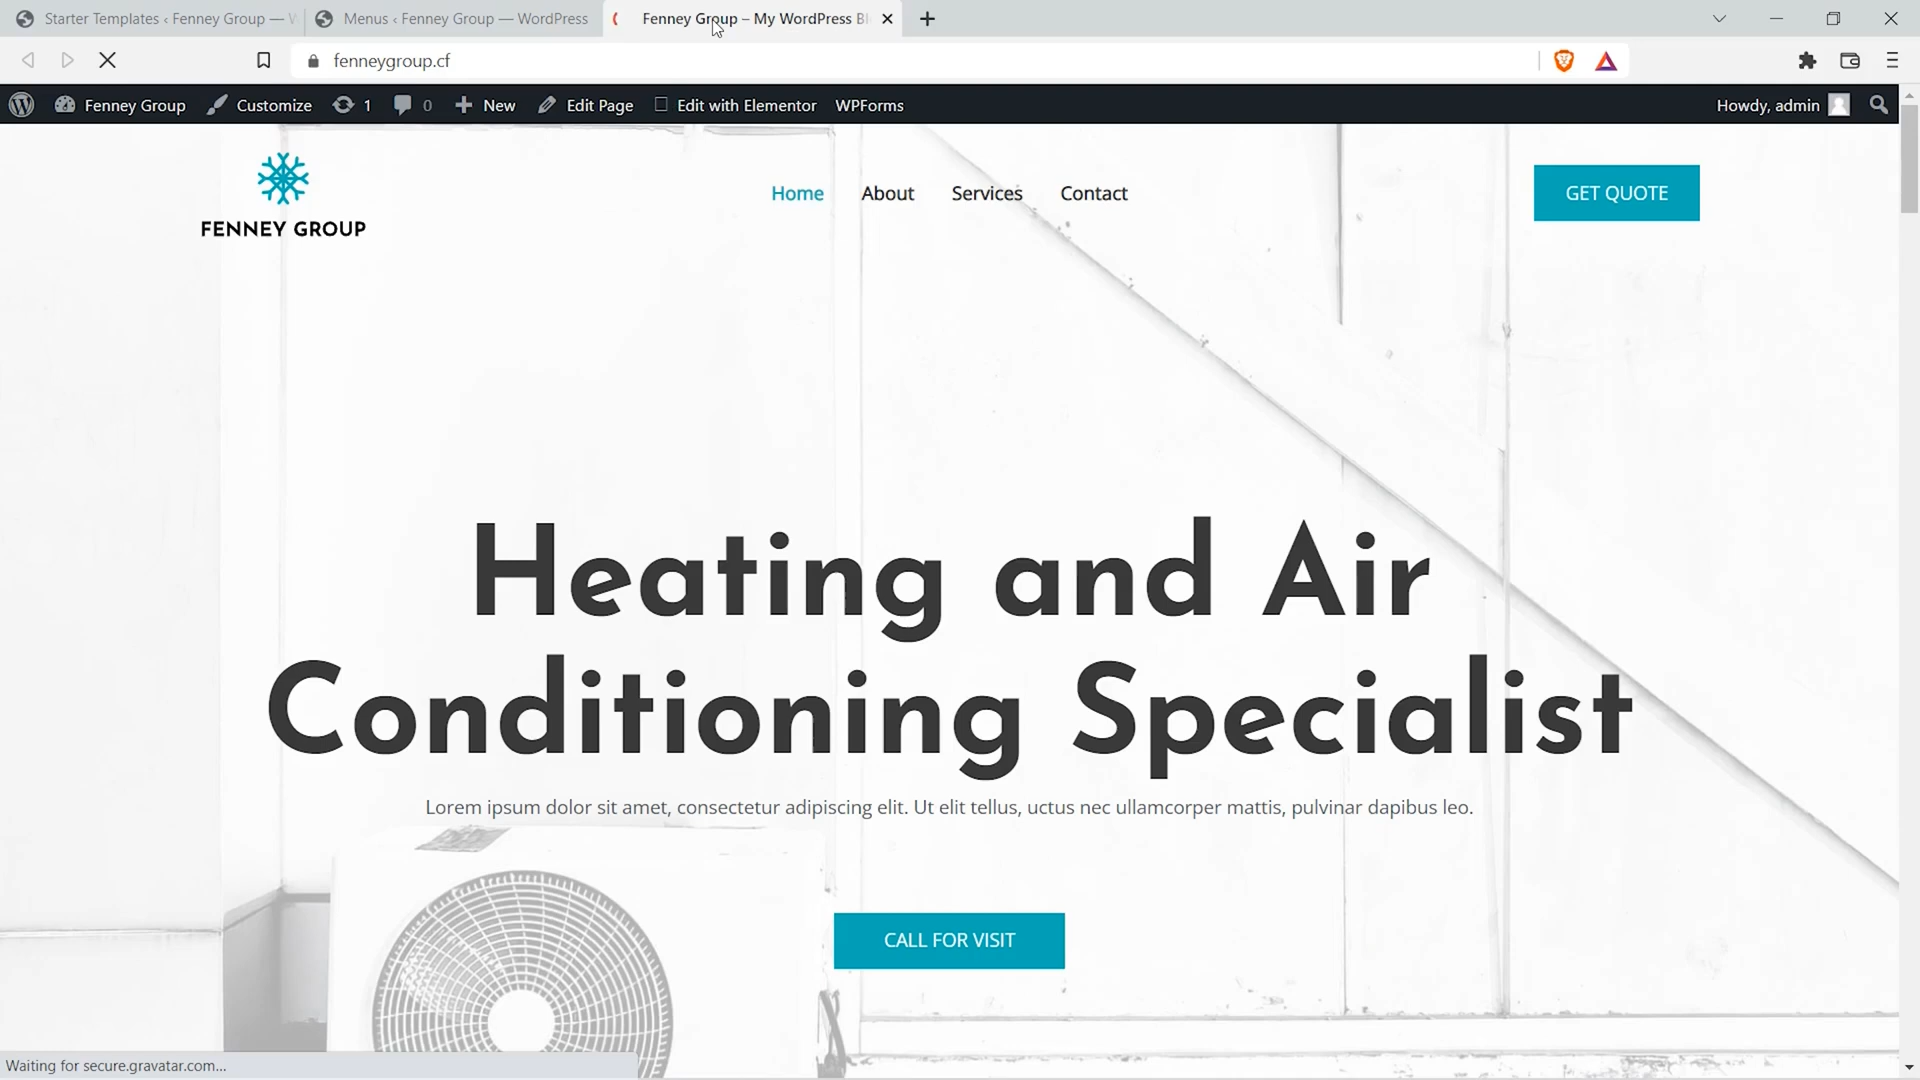 Starter Templates ‹ Fenney Group — W
Menus ‹ Fenney Group — WordPress
Fenney Group – My WordPress Bl
fenneygroup.cf
Fenney Group
Customize
1
0
New
Edit Page
Edit with Elementor
WPForms
Howdy, admin
FENNEY GROUP
Home
About
Services
Contact
GET QUOTE
Heating and Air
Conditioning Specialist
Lorem ipsum dolor sit amet, consectetur adipiscing elit. Ut elit tellus, uctus nec ullamcorper mattis, pulvinar dapibus leo.
CALL FOR VISIT
Waiting for secure.gravatar.com...